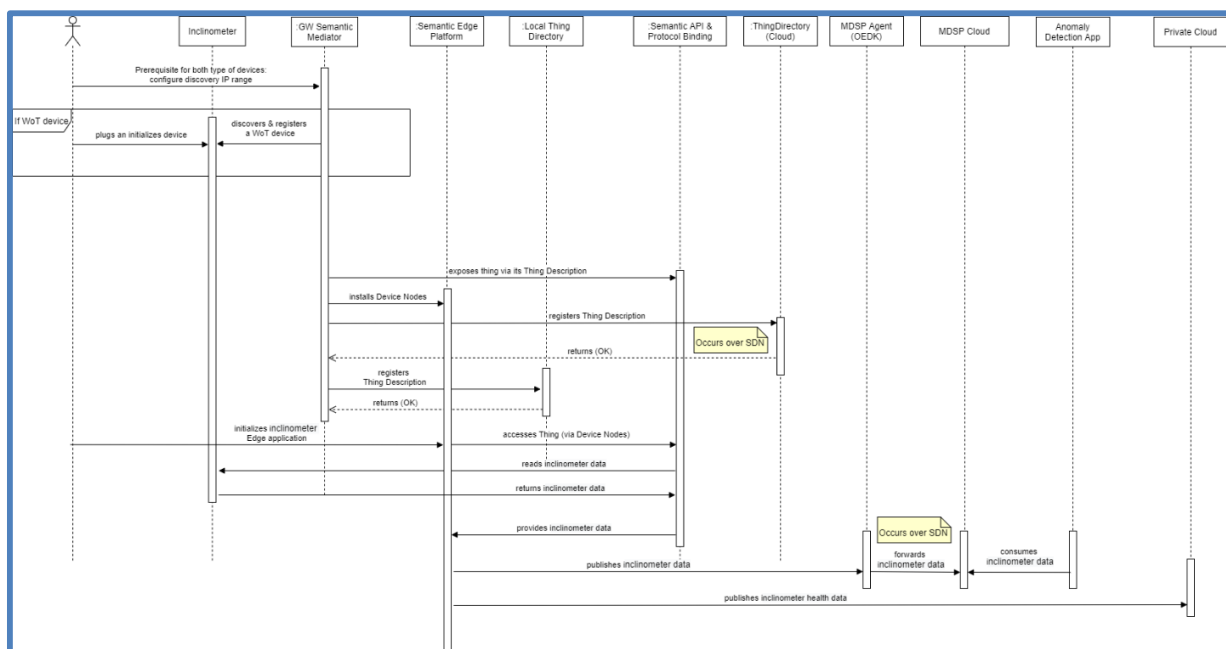 Inclinometer
:GW Semantic
Mediator
:Semantic Edge
Platform
:Local Thing
Directory
:Semantic API &
Protocol Binding
:ThingDirectory
(Cloud)
MDSP Agent
(OEDK)
MDSP Cloud
Anomaly
Detection App
Private Cloud
Prerequisite for both type of devices:
configure discovery IP range
If WoT device
plugs an initializes device
discovers & registers
a WoT device
exposes thing via its Thing Description
installs Device Nodes
registers Thing Description
Occurs over SDN
returns (OK)
registers
Thing Description
returns (OK)
initializes inclinometer
Edge application
accesses Thing (via Device Nodes)
reads inclinometer data
returns inclinometer data
provides inclinometer data
Occurs over SDN
publishes inclinometer data
forwards
inclinometer data
consumes
inclinometer data
publishes inclinometer health data